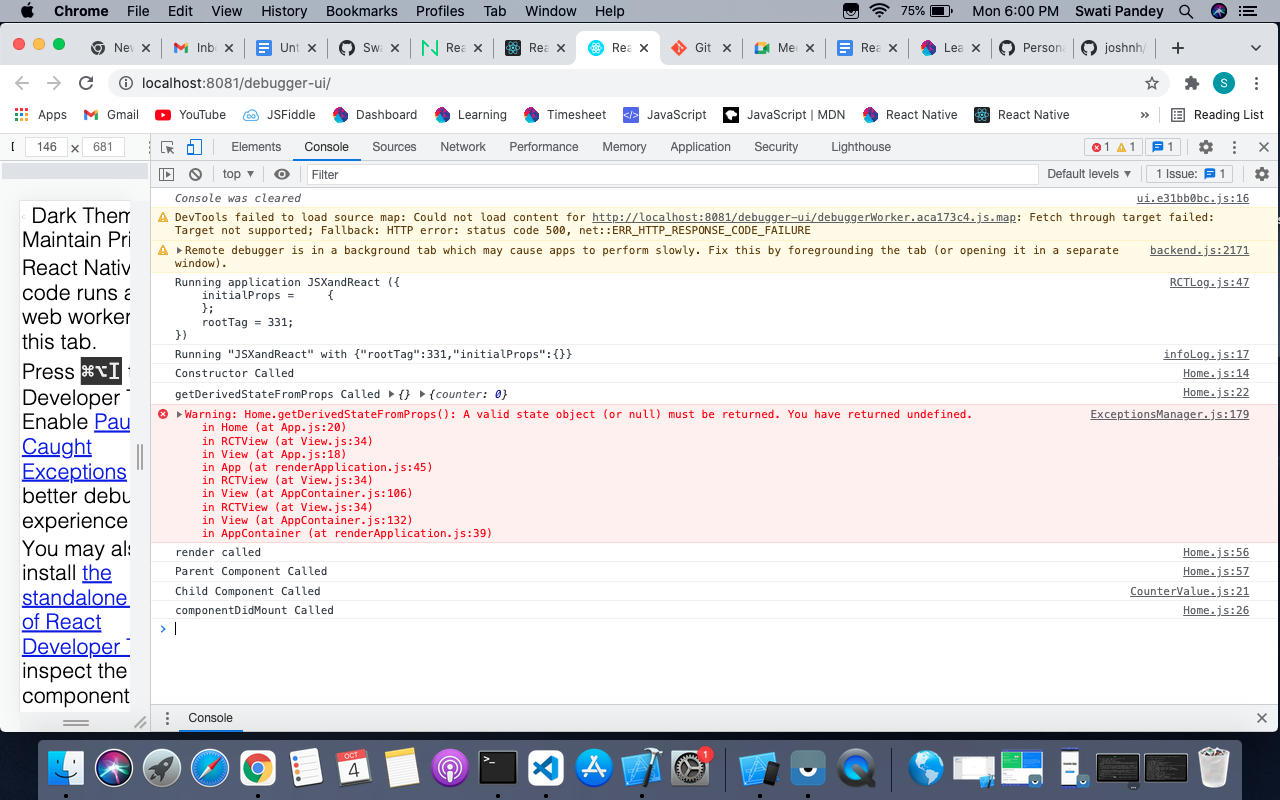 Chrome File Edit View History Bookmarks Profiles Tab Window Help 75% Mon 6:00 PM Swati Pandey
Nev Inb Unt Swa Rea Rea Rea Git Mee Rea Lea Persona joshnh/
localhost:8081/debugger-ui/ S
Apps Gmail YouTube JSFiddle Dashboard Learning Timesheet JavaScript JavaScript | MDN React Native React Native » Reading List
146 x 681 Elements Console Sources Network Performance Memory Application Security Lighthouse 1 1 1
top ▼ Filter Default levels ▼ 1 Issue: 1
Console was cleared ui.e31bb0bc.js:16
DevTools failed to load source map: Could not load content for http://localhost:8081/debugger-ui/debuggerWorker.aca173c4.js.map: Fetch through target failed:
Target not supported; Fallback: HTTP error: status code 500, net::ERR_HTTP_RESPONSE_CODE_FAILURE
Remote debugger is in a background tab which may cause apps to perform slowly. Fix this by foregrounding the tab (or opening it in a separate backend.js:2171
window).
Running application JSXandReact ({ RCTLog.js:47
initialProps = {
};
rootTag = 331;
})
Running "JSXandReact" with {"rootTag":331,"initialProps":{}} infoLog.js:17
Constructor Called Home.js:14
getDerivedStateFromProps Called ▶{} ▶{counter: 0} Home.js:22
Warning: Home.getDerivedStateFromProps(): A valid state object (or null) must be returned. You have returned undefined. ExceptionsManager.js:179
in Home (at App.js:20)
in RCTView (at View.js:34)
in View (at App.js:18)
in App (at renderApplication.js:45)
in RCTView (at View.js:34)
in View (at AppContainer.js:106)
in RCTView (at View.js:34)
in View (at AppContainer.js:132)
in AppContainer (at renderApplication.js:39)
render called Home.js:56
Parent Component Called Home.js:57
Child Component Called CounterValue.js:21
componentDidMount Called Home.js:26
>
Dark Them
Maintain Pri
React Nativ
code runs a
web worker
this tab.
Press ⌘⌥I t
Developer T
Enable Pau
Caught
Exceptions
better debu
experience
You may als
install the
standalone
of React
Developer T
inspect the
component
Console
OCT
4
1